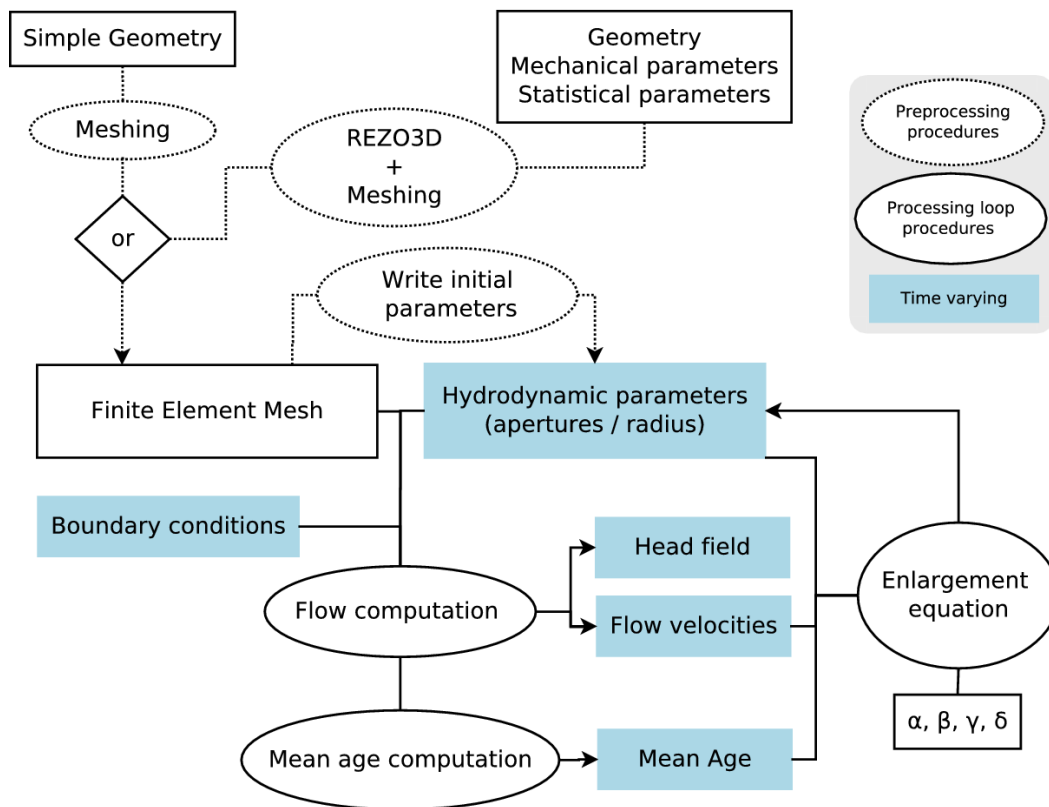 Simple Geometry
Geometry
Mechanical parameters
Statistical parameters
Meshing
REZO3D
+
Meshing
or
Write initial
parameters
Preprocessing
procedures
Processing loop
procedures
Time varying
Finite Element Mesh
Hydrodynamic parameters
(apertures / radius)
Boundary conditions
Head field
Flow computation
Flow velocities
Enlargement
equation
α, β, γ, δ
Mean age computation
Mean Age